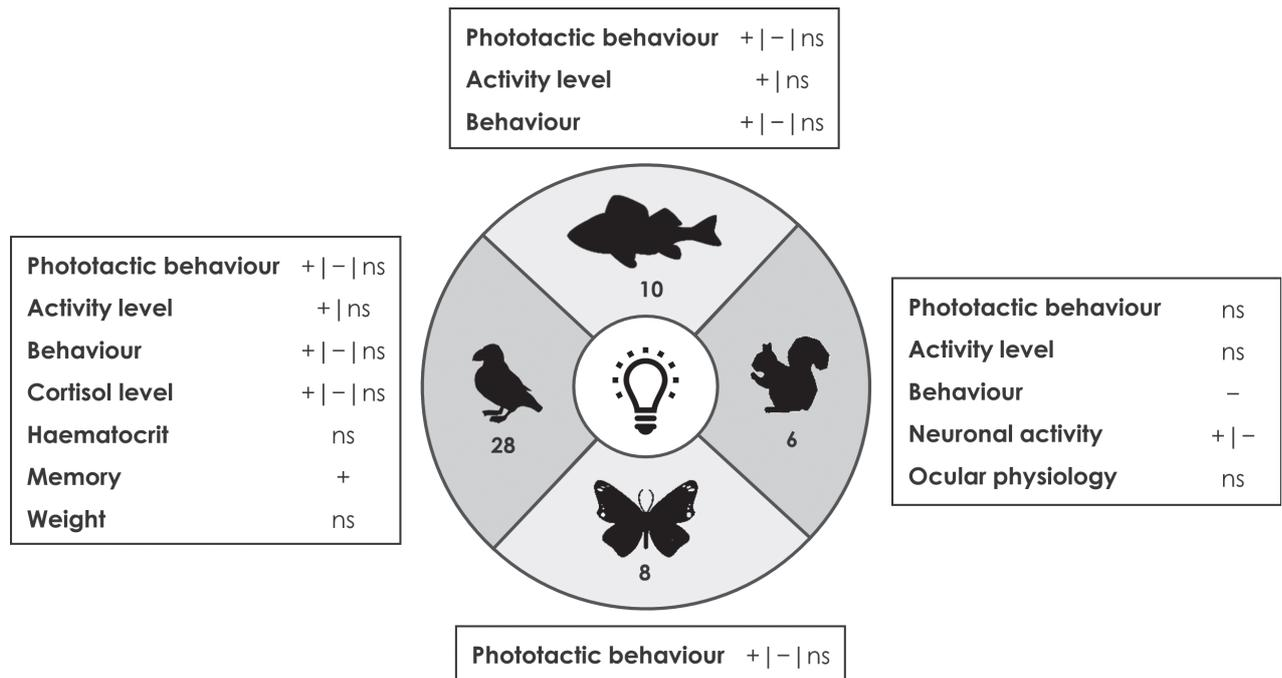 Phototactic behaviour +|−|ns
Activity level +|ns
Behaviour +|−|ns
10
Phototactic behaviour +|−|ns
Activity level +|ns
Behaviour +|−|ns
Cortisol level +|−|ns
Haematocrit ns
Memory +
Weight ns
28
6
Phototactic behaviour ns
Activity level ns
Behaviour −
Neuronal activity +|−
Ocular physiology ns
8
Phototactic behaviour +|−|ns